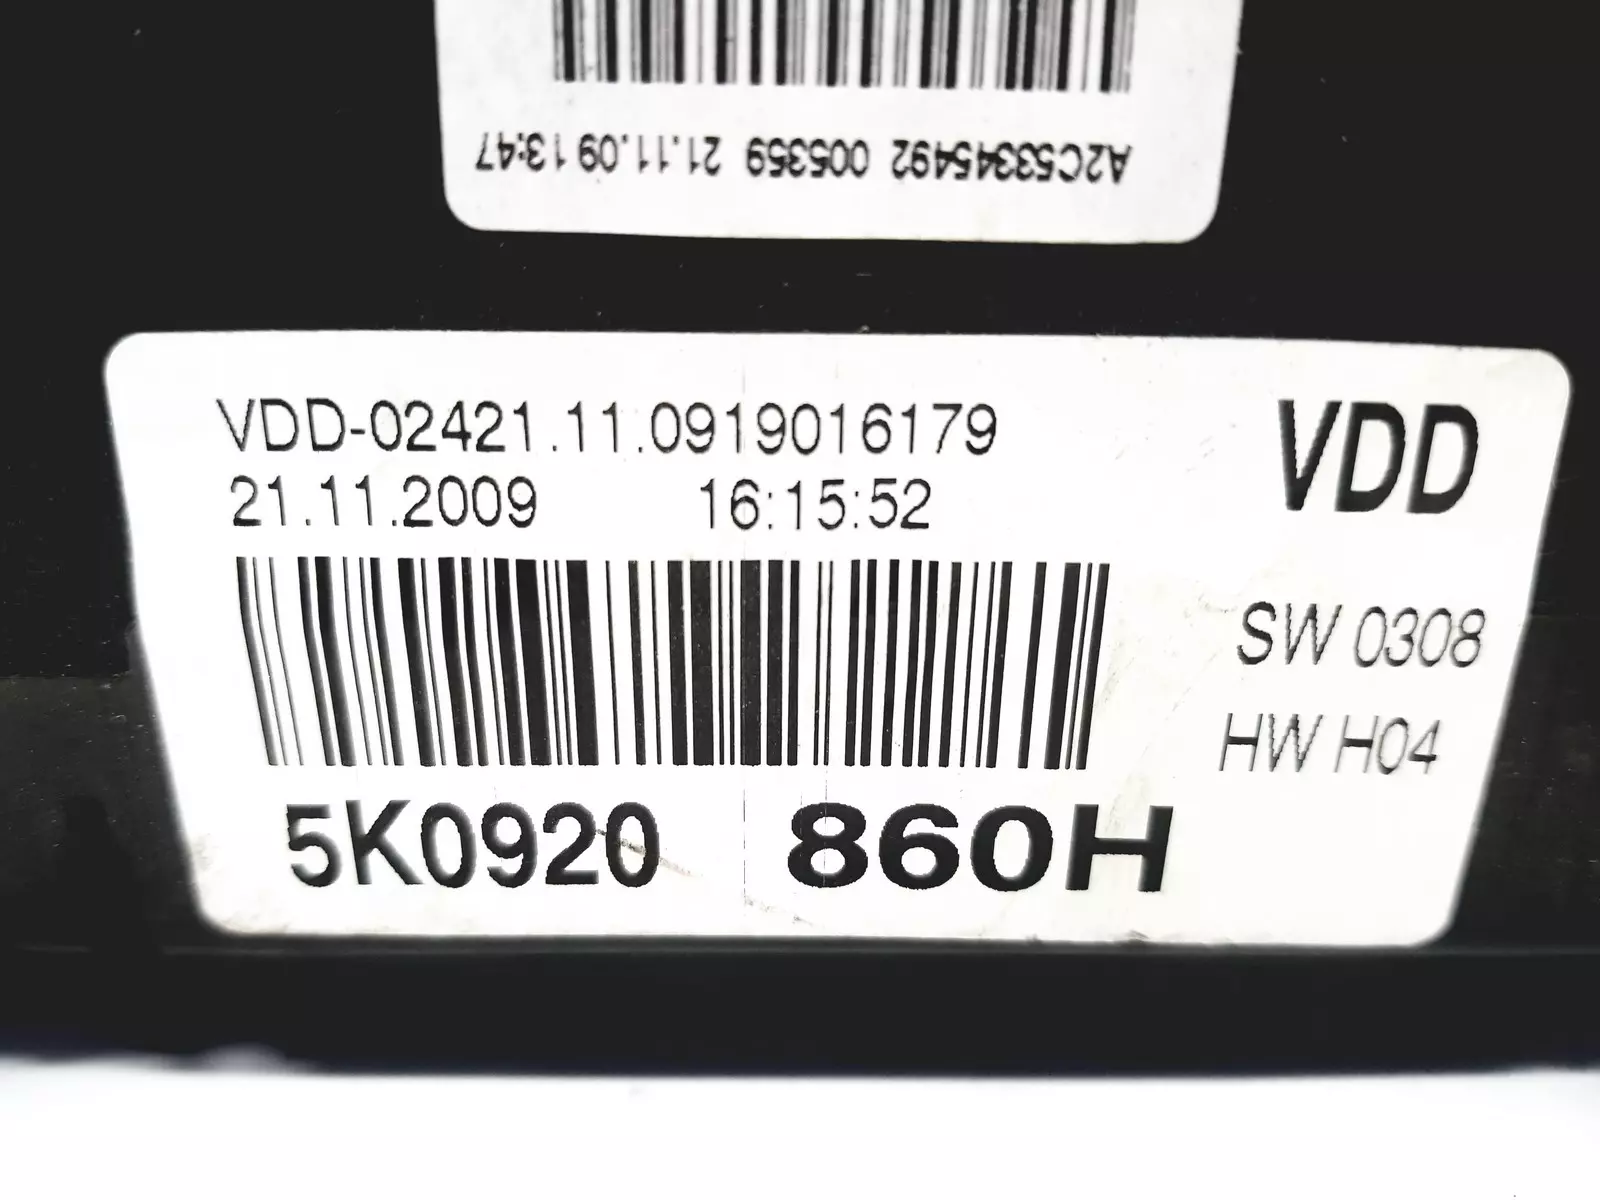 A2C53345492 005359 21.11.09 13:47
VDD-02421.11.0919016179
21.11.2009 16:15:52
VDD
SW 0308
HW H04
5K0920 860H